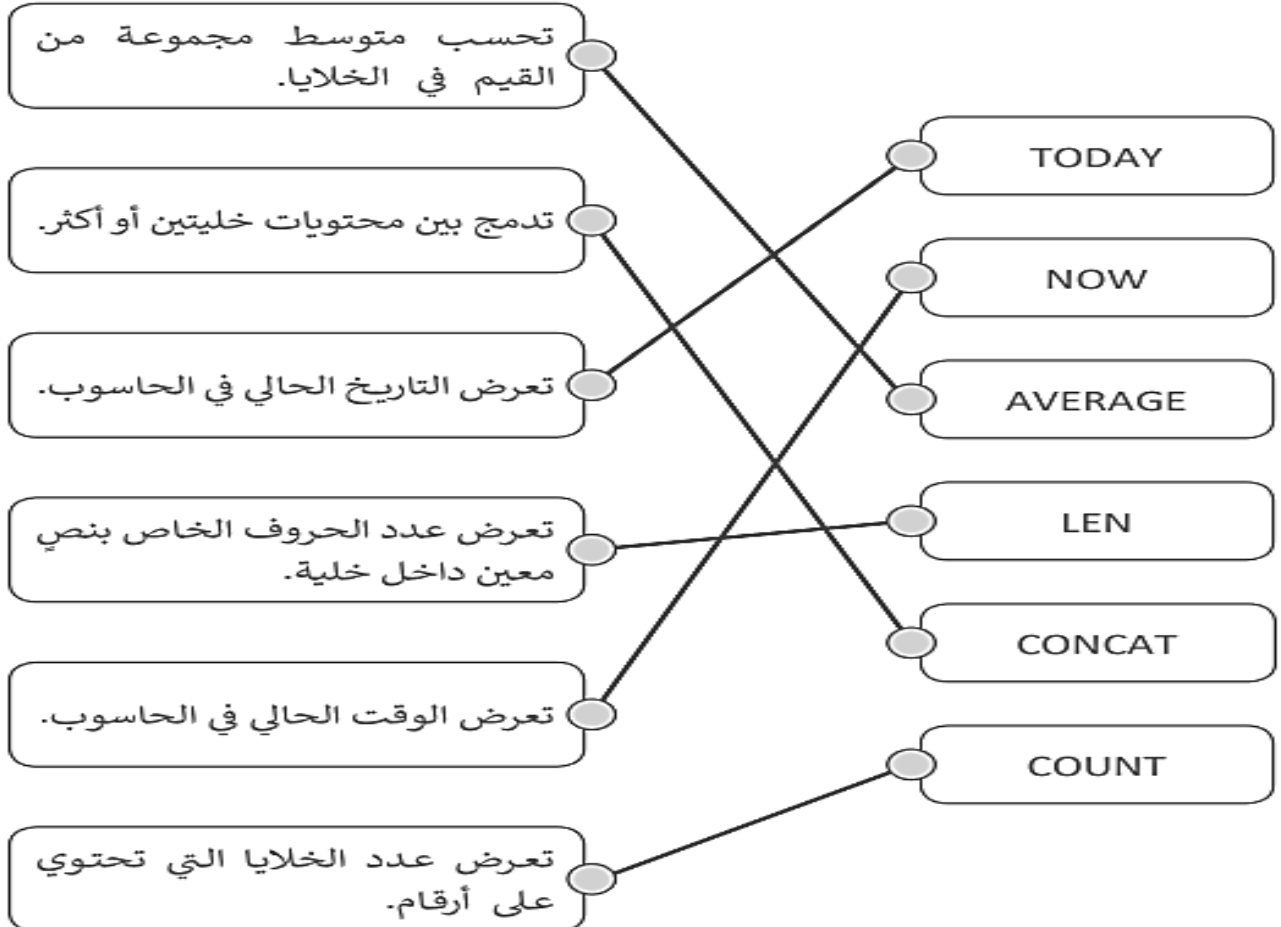 تحسب متوسط مجموعة من
القيم في الخلايا.
تدمج بين محتويات خليتين أو أكثر.
تعرض التاريخ الحالي في الحاسوب.
تعرض عدد الحروف الخاص بنصٍ
معين داخل خلية.
تعرض الوقت الحالي في الحاسوب.
تعرض عدد الخلايا التي تحتوي
على أرقام.
TODAY
NOW
AVERAGE
LEN
CONCAT
COUNT